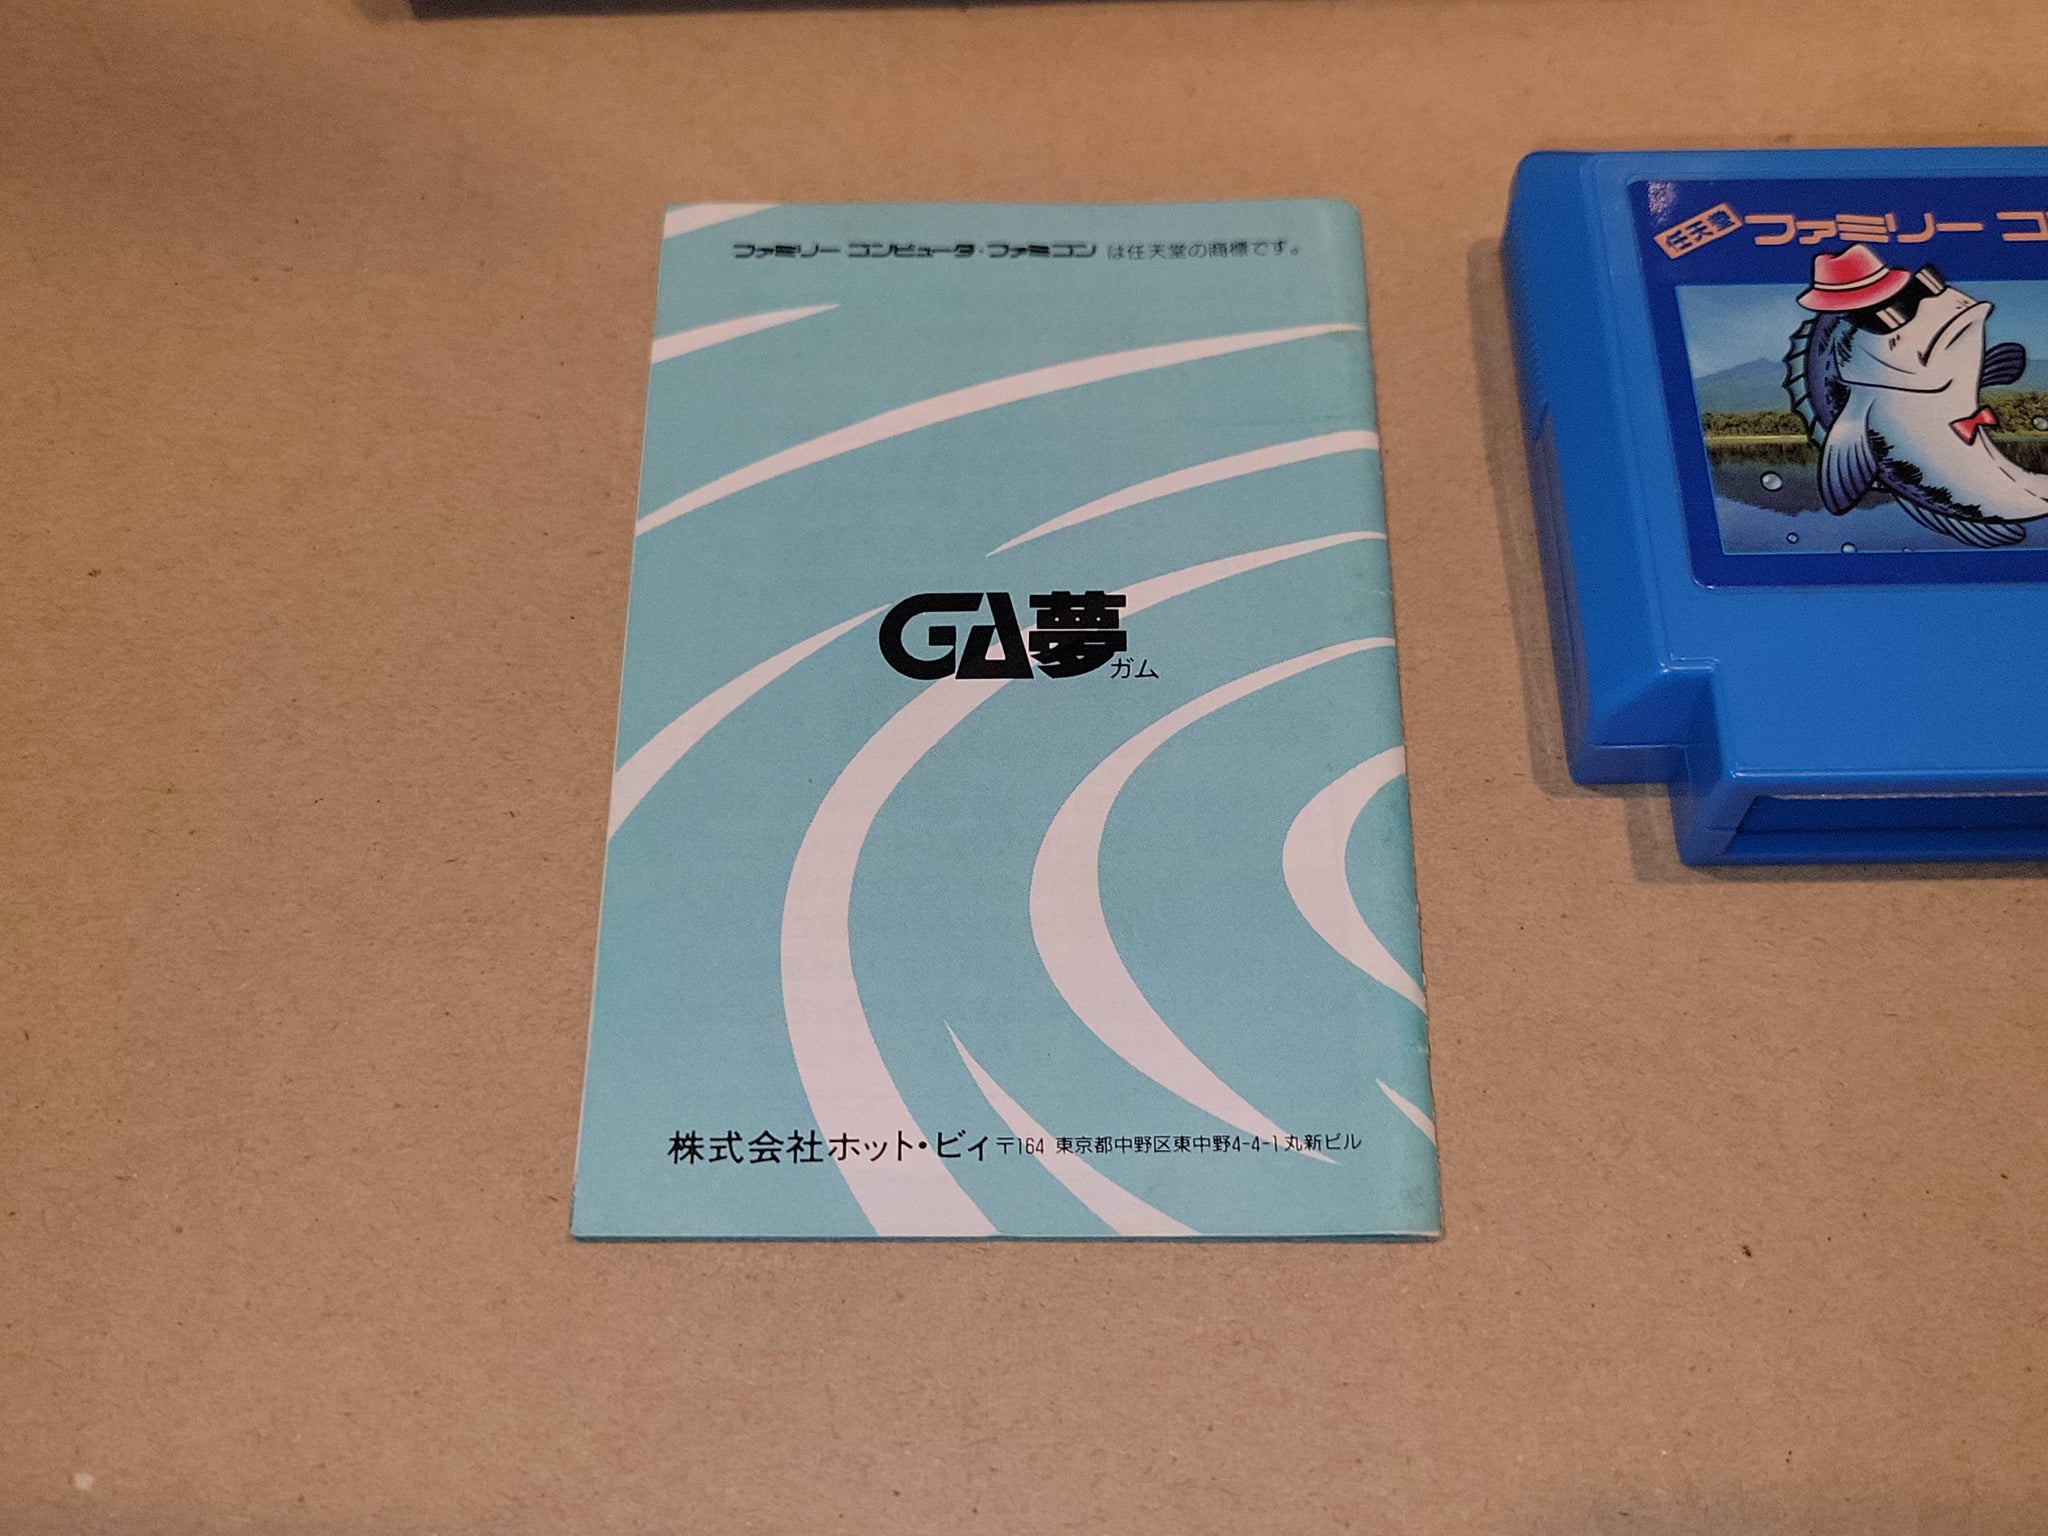 ファミリー コンピュータ・ファミコン は任天堂の商標です。
GA夢
ガム
株式会社ホット・ビィ〒164 東京都中野区東中野4-4-1丸新ビル
任天堂
ファミリー コ